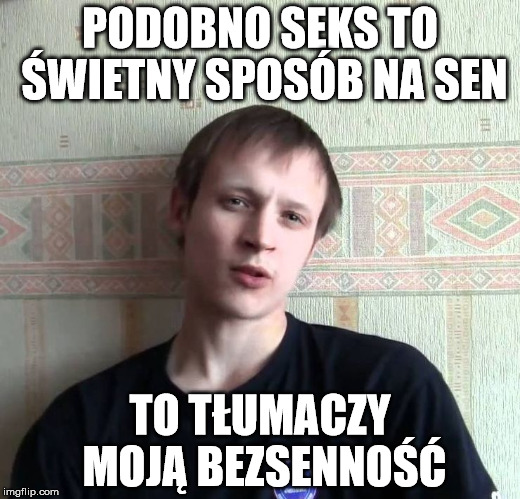 PODOBNO SEKS TO
ŚWIETNY SPOSÓB NA SEN
TO TŁUMACZY
MOJĄ BEZSENNOŚĆ
imgflip.com